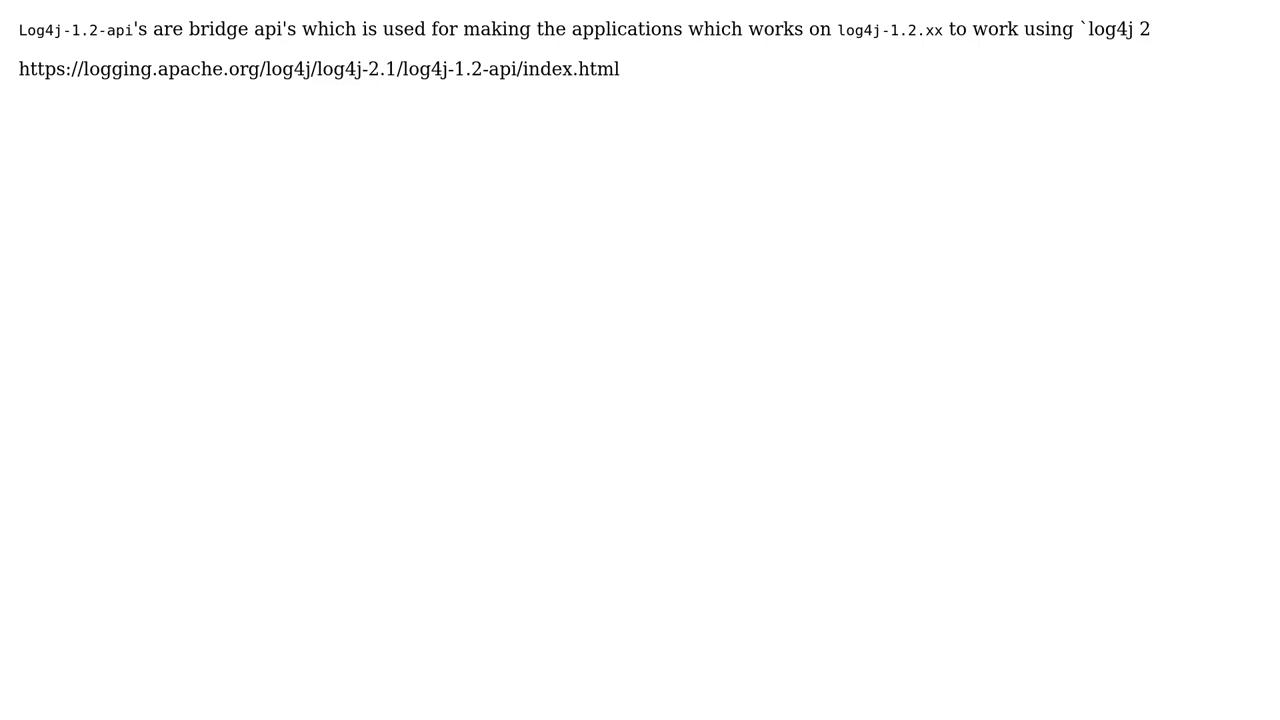 Log4j-1.2-api's are bridge api's which is used for making the applications which works on log4j-1.2.xx to work using `log4j 2
https://logging.apache.org/log4j/log4j-2.1/log4j-1.2-api/index.html